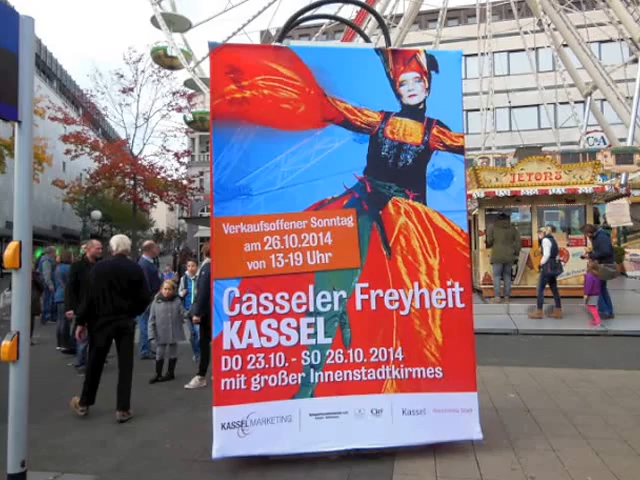 Verkaufsoffener Sonntag
am 26.10.2014
von 13-19 Uhr
Casseler Freyheit
KASSEL
DO 23.10. - SO 26.10. 2014
mit großer Innenstadtkirmes
KASSEL MARKETING
Kassel
JETONS
C&A